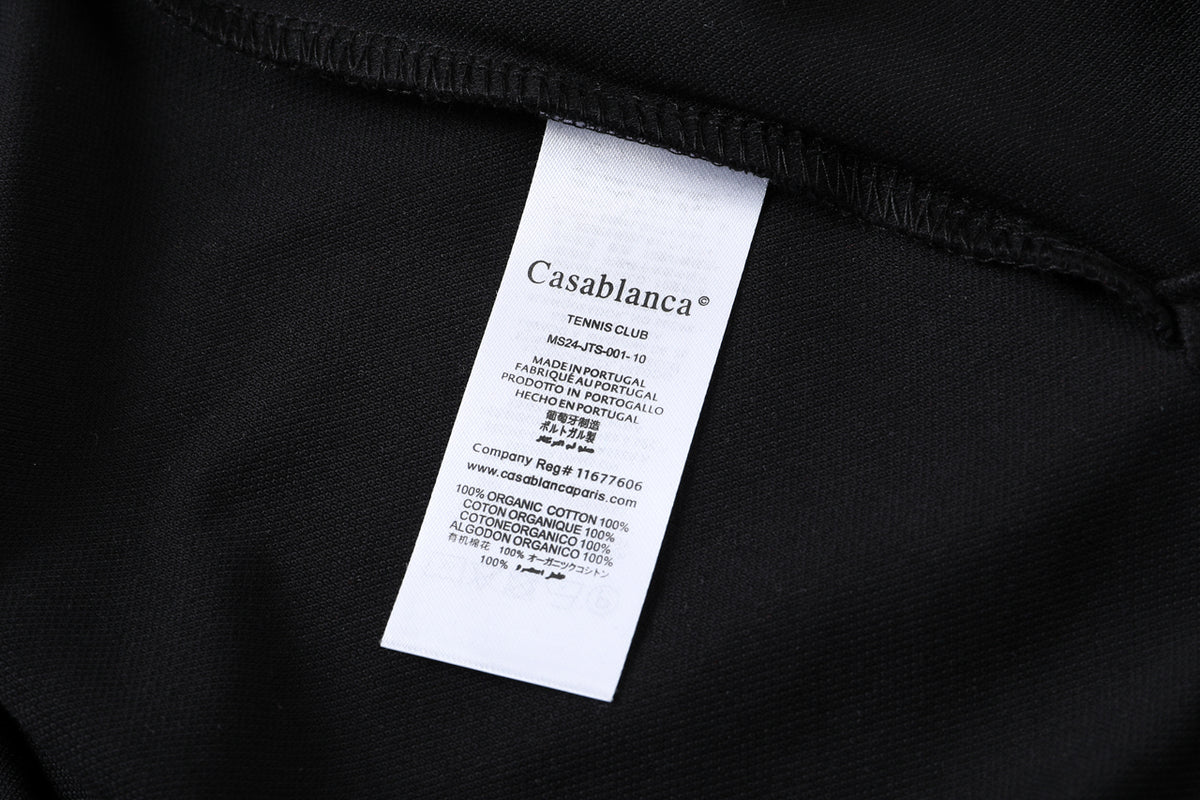 Casablanca©
TENNIS CLUB
MS24-JTS-001-10
MADE IN PORTUGAL
FABRIQUÉ AU PORTUGAL
PRODOTTO IN PORTOGALLO
HECHO EN PORTUGAL
葡萄牙制造
ポルトガル製
Company Reg# 11677606
www.casablancaparis.com
100% ORGANIC COTTON 100%
COTON ORGANIQUE 100%
COTONEORGANICO 100%
ALGODON ORGANICO 100%
有机棉花 100% オーガニックコットン
100%